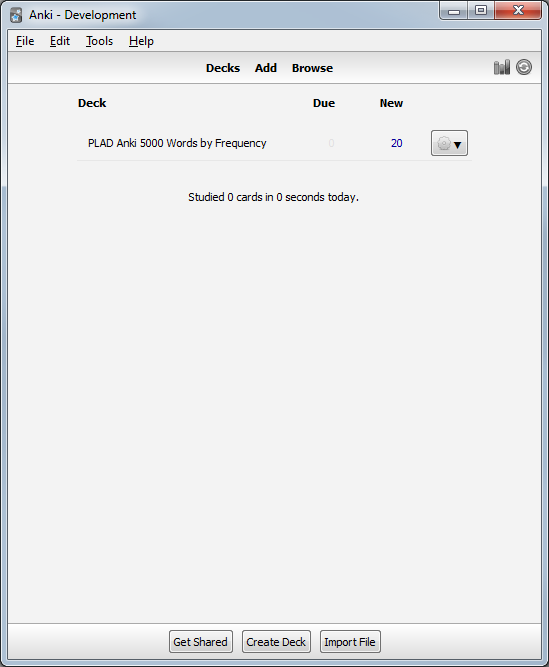 Anki - Development
File Edit Tools Help
Decks Add Browse
Deck Due New
PLAD Anki 5000 Words by Frequency 0 20
Studied 0 cards in 0 seconds today.
Get Shared Create Deck Import File